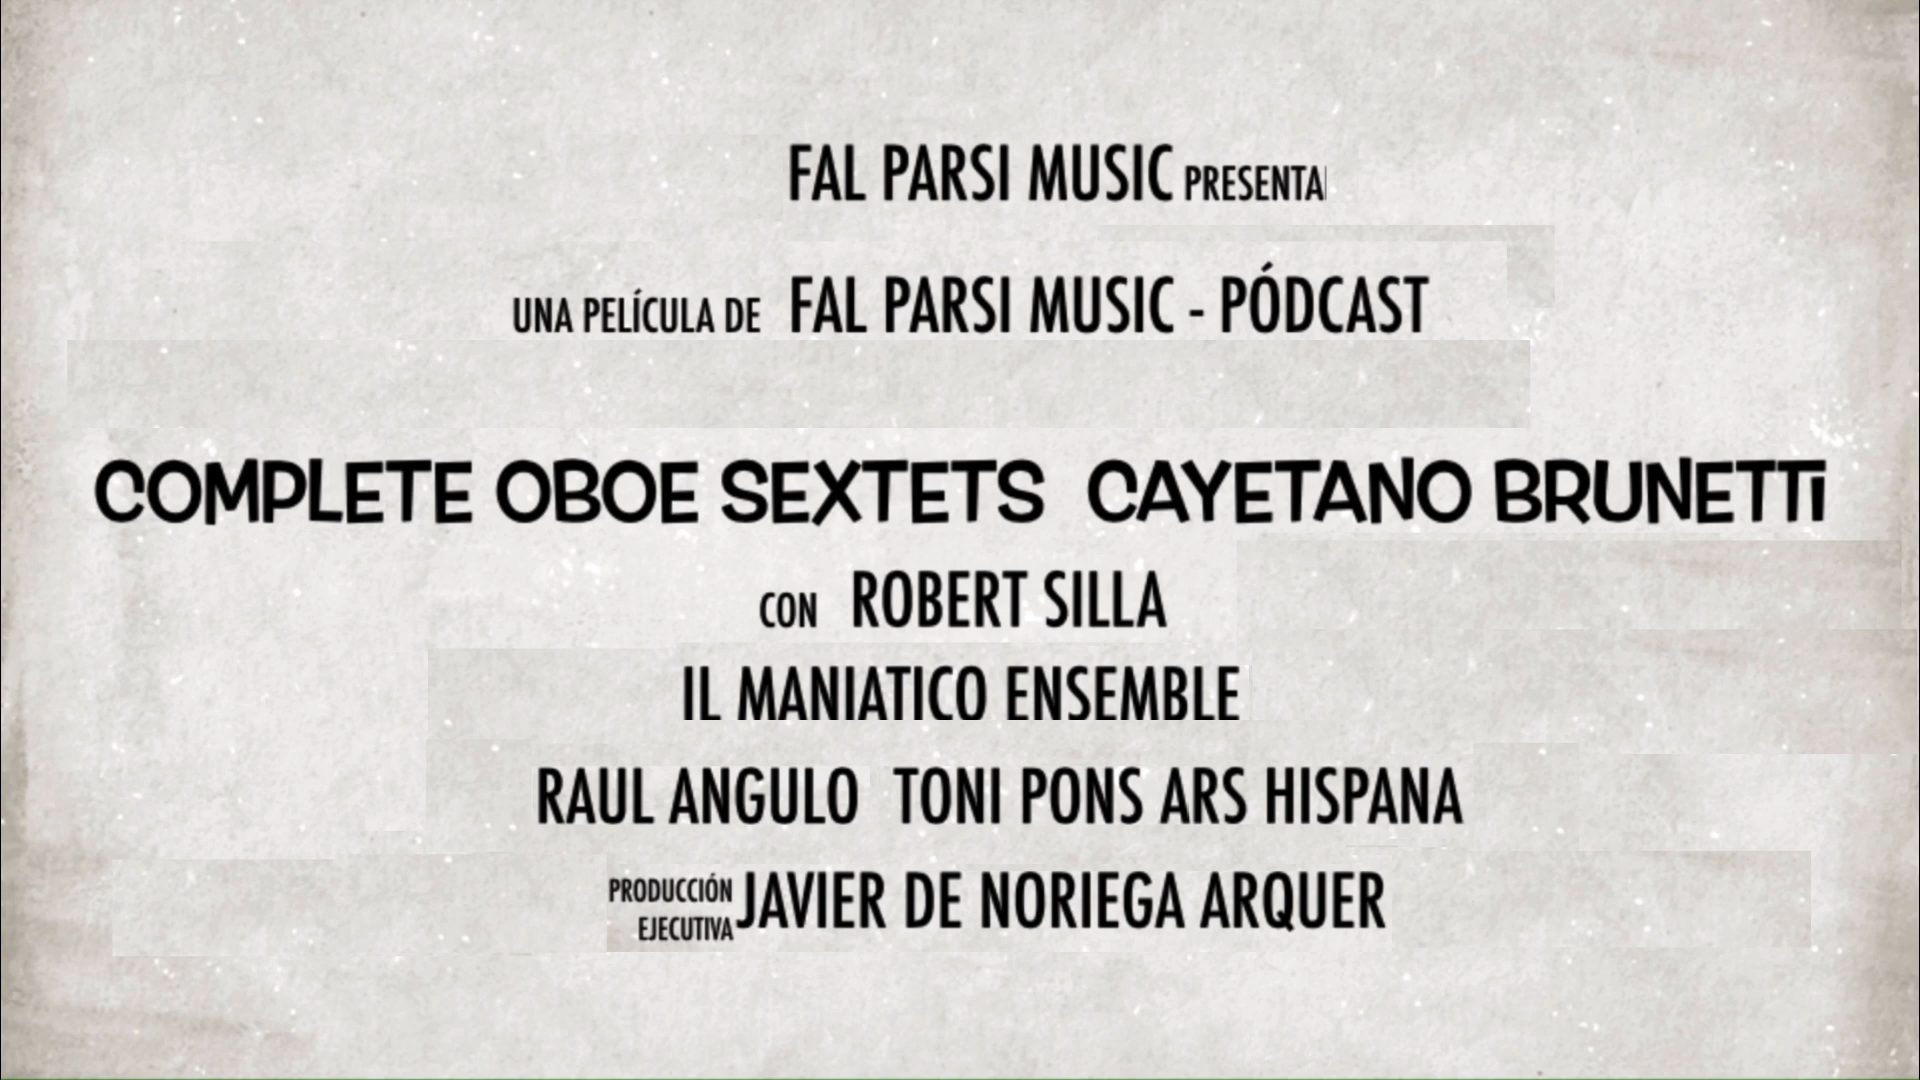 FAL PARSI MUSIC PRESENTA
UNA PELÍCULA DE FAL PARSI MUSIC - PÓDCAST
COMPLETE OBOE SEXTETS CAYETANO BRUNETTi
CON ROBERT SILLA
IL MANIATICO ENSEMBLE
RAUL ANGULO TONI PONS ARS HISPANA
PRODUCCIÓN
EJECUTIVA JAVIER DE NORIEGA ARQUER